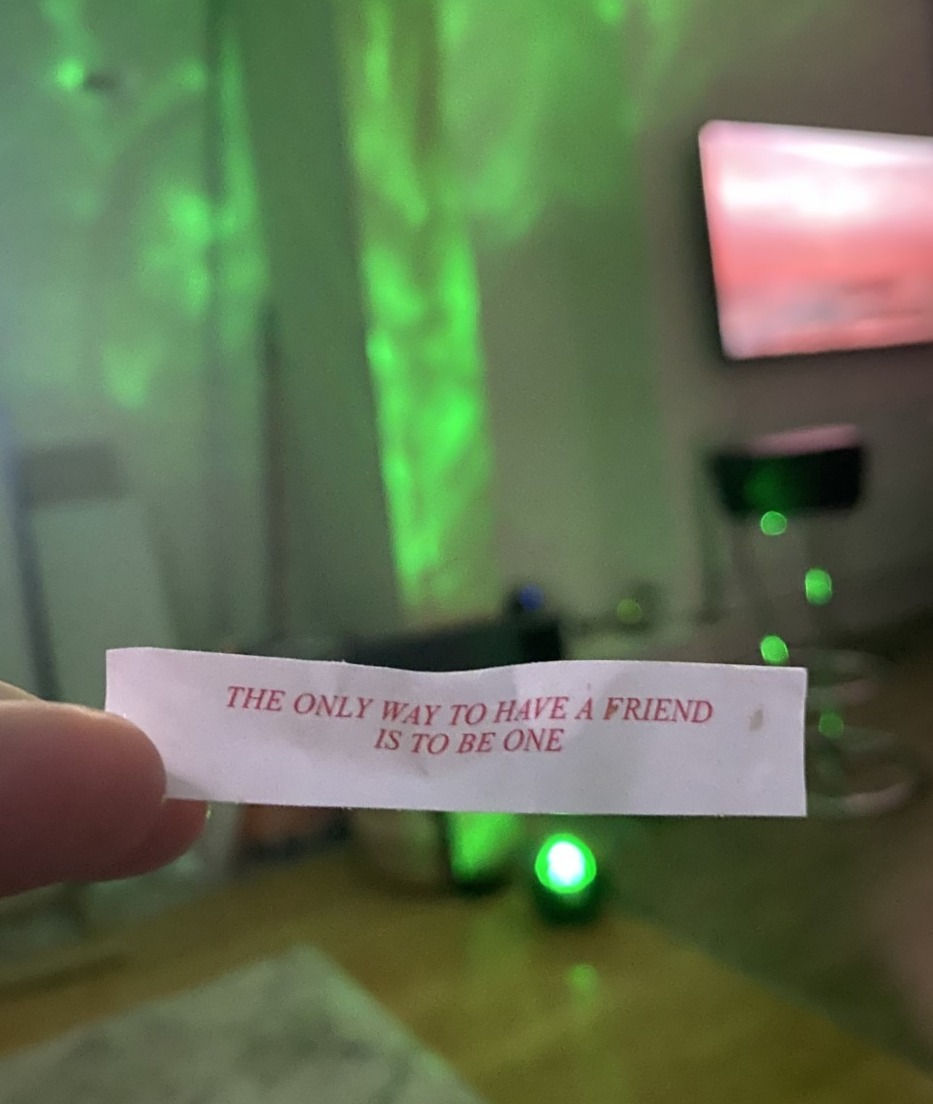 THE ONLY WAY TO HAVE A FRIEND
IS TO BE ONE